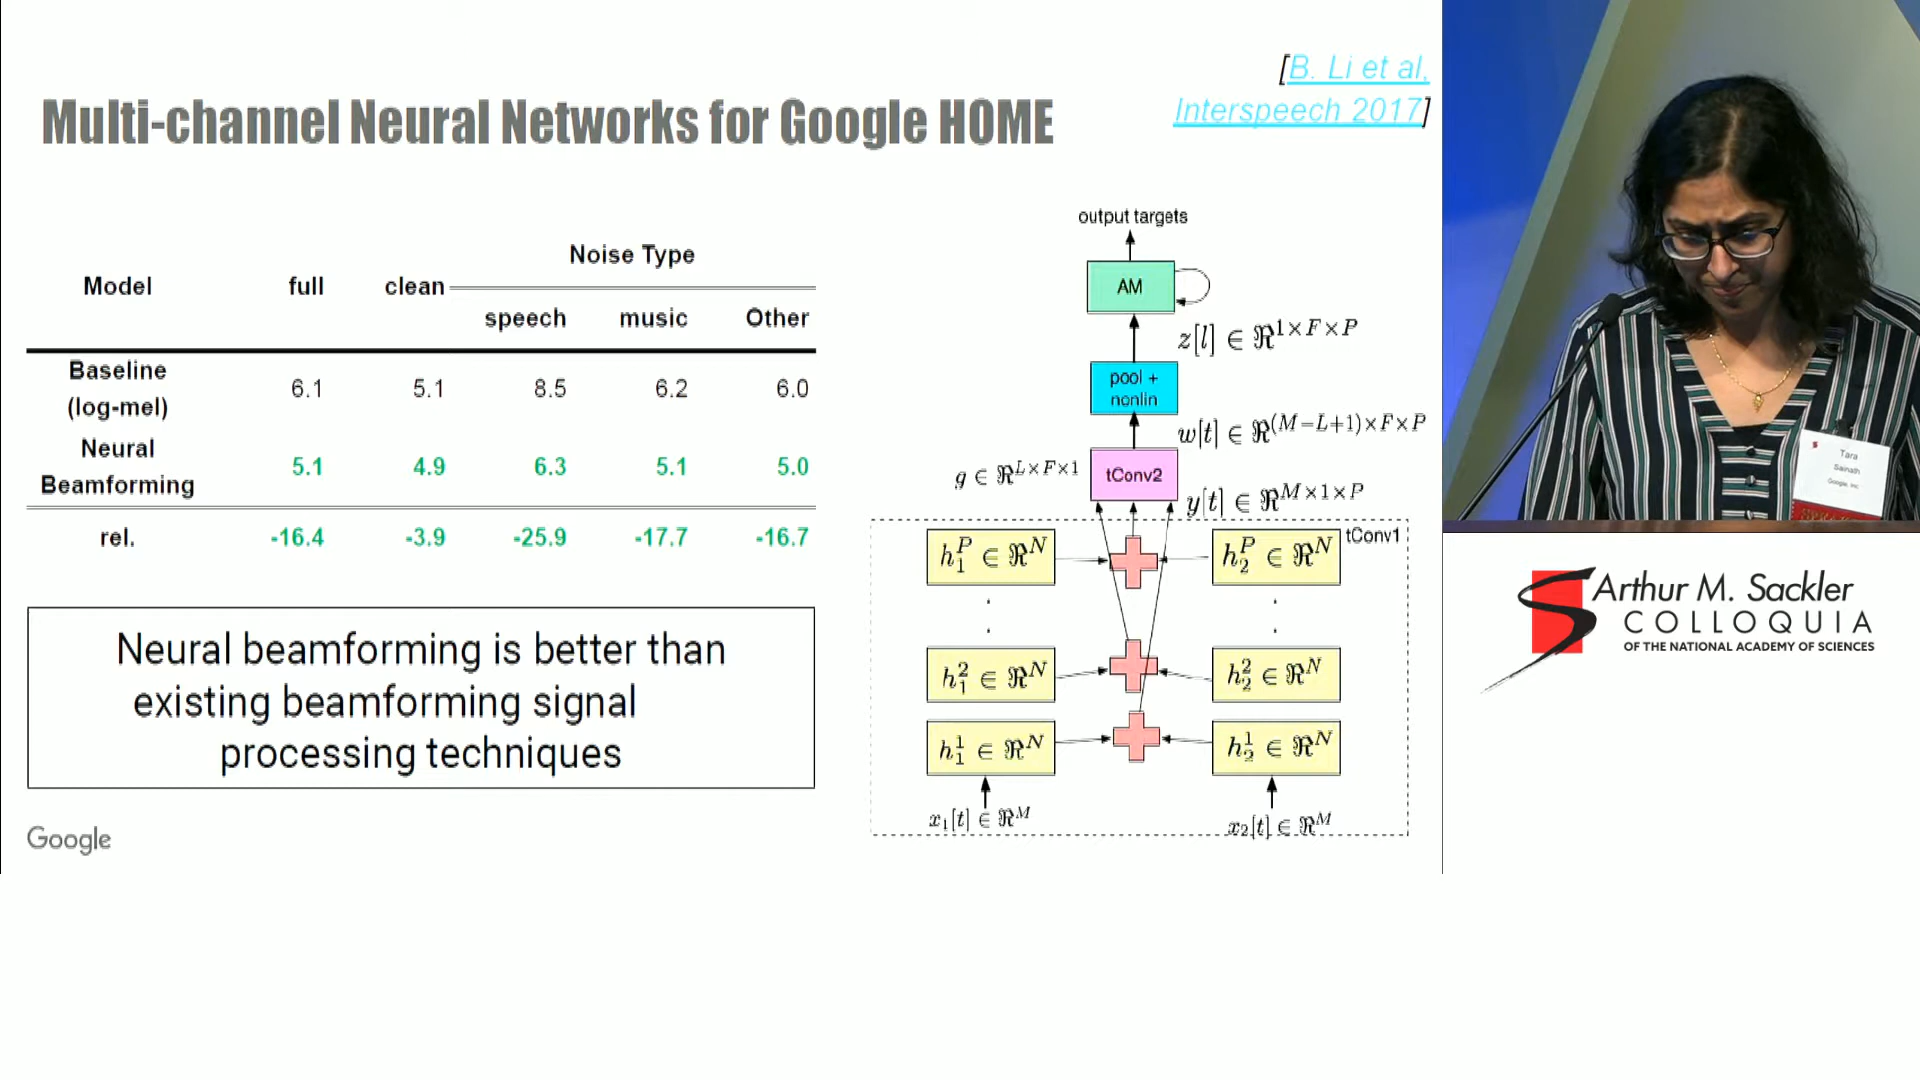 [B. Li et al,
Interspeech 2017]
Multi-channel Neural Networks for Google HOME
Noise Type
Model full clean
speech music Other
Baseline
(log-mel) 6.1 5.1 8.5 6.2 6.0
Neural
Beamforming 5.1 4.9 6.3 5.1 5.0
rel. -16.4 -3.9 -25.9 -17.7 -16.7
Neural beamforming is better than
existing beamforming signal
processing techniques
Google
output targets
AM
z[l] ∈ ℜ^{1×F×P}
pool +
nonlin
w[t] ∈ ℜ^{(M−L+1)×F×P}
g ∈ ℜ^{L×F×1}
tConv2
y[t] ∈ ℜ^{M×1×P}
tConv1
h_1^P ∈ ℜ^N h_2^P ∈ ℜ^N
h_1^2 ∈ ℜ^N h_2^2 ∈ ℜ^N
h_1^1 ∈ ℜ^N h_2^1 ∈ ℜ^N
x_1[t] ∈ ℜ^M x_2[t] ∈ ℜ^M
Tara
Sainath
Google, Inc.
Arthur M. Sackler
COLLOQUIA
OF THE NATIONAL ACADEMY OF SCIENCES